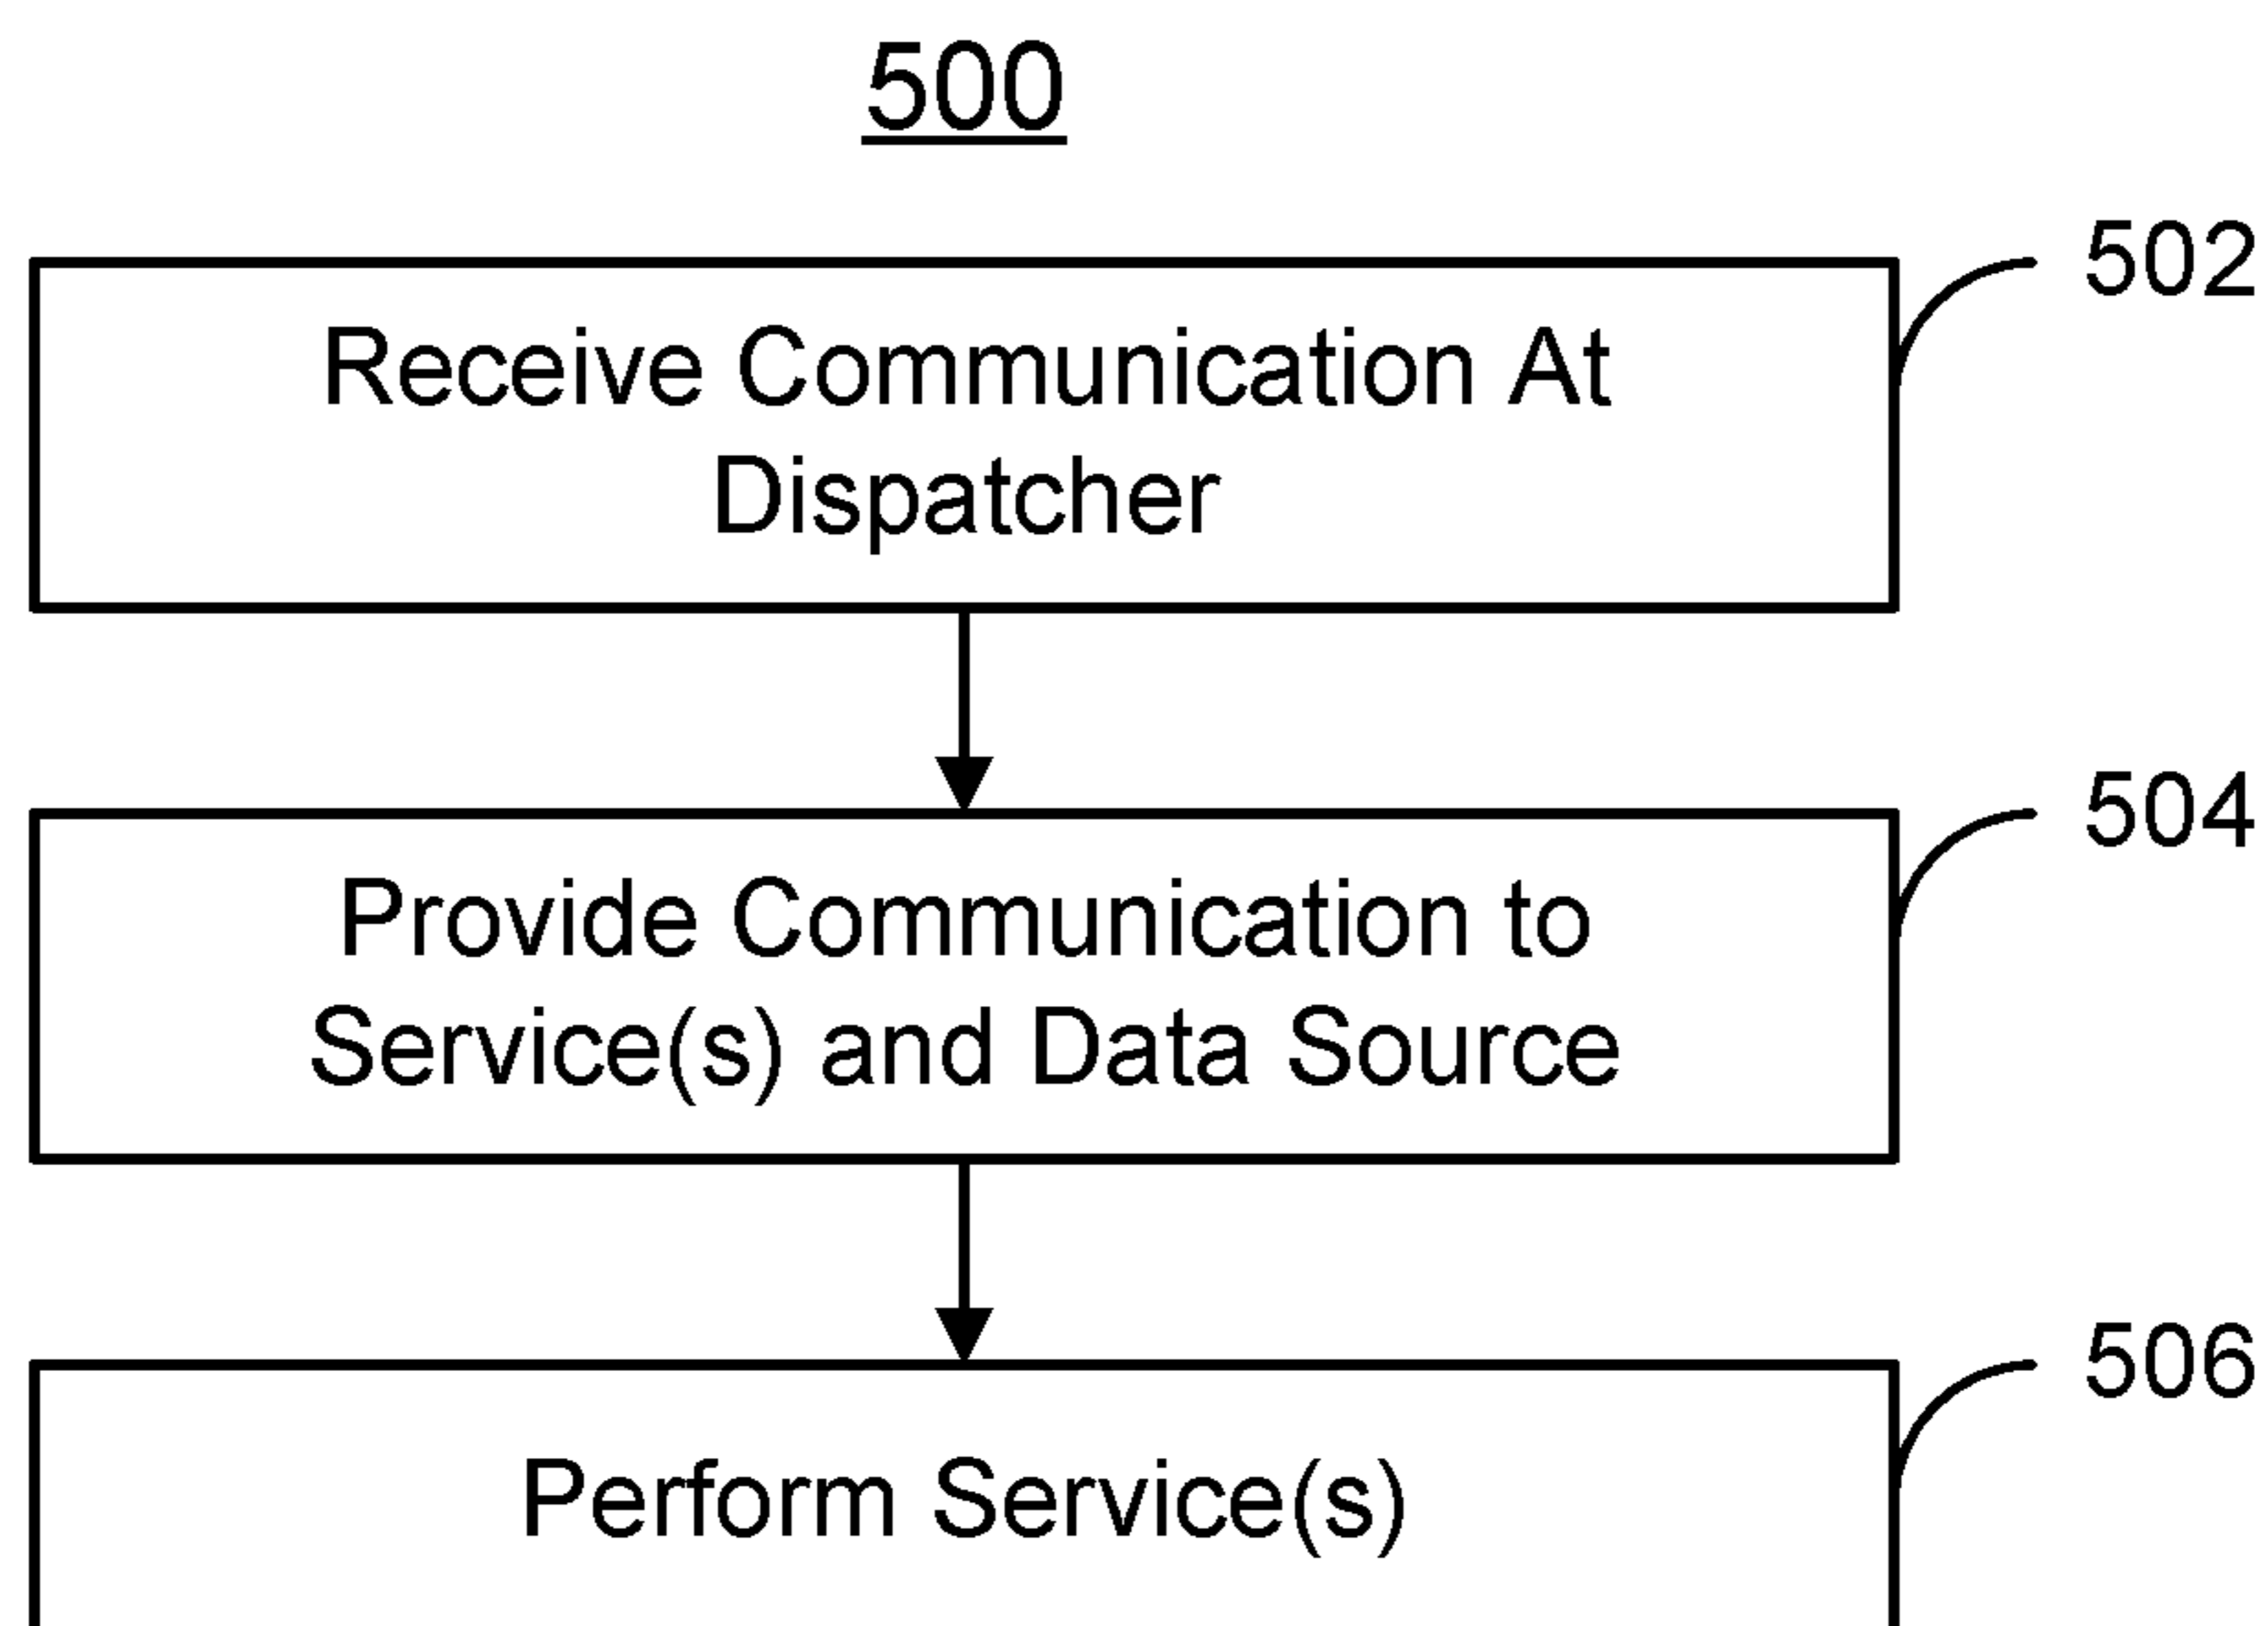 500
502
Receive Communication At
Dispatcher
504
Provide Communication to
Service(s) and Data Source
506
Perform Service(s)